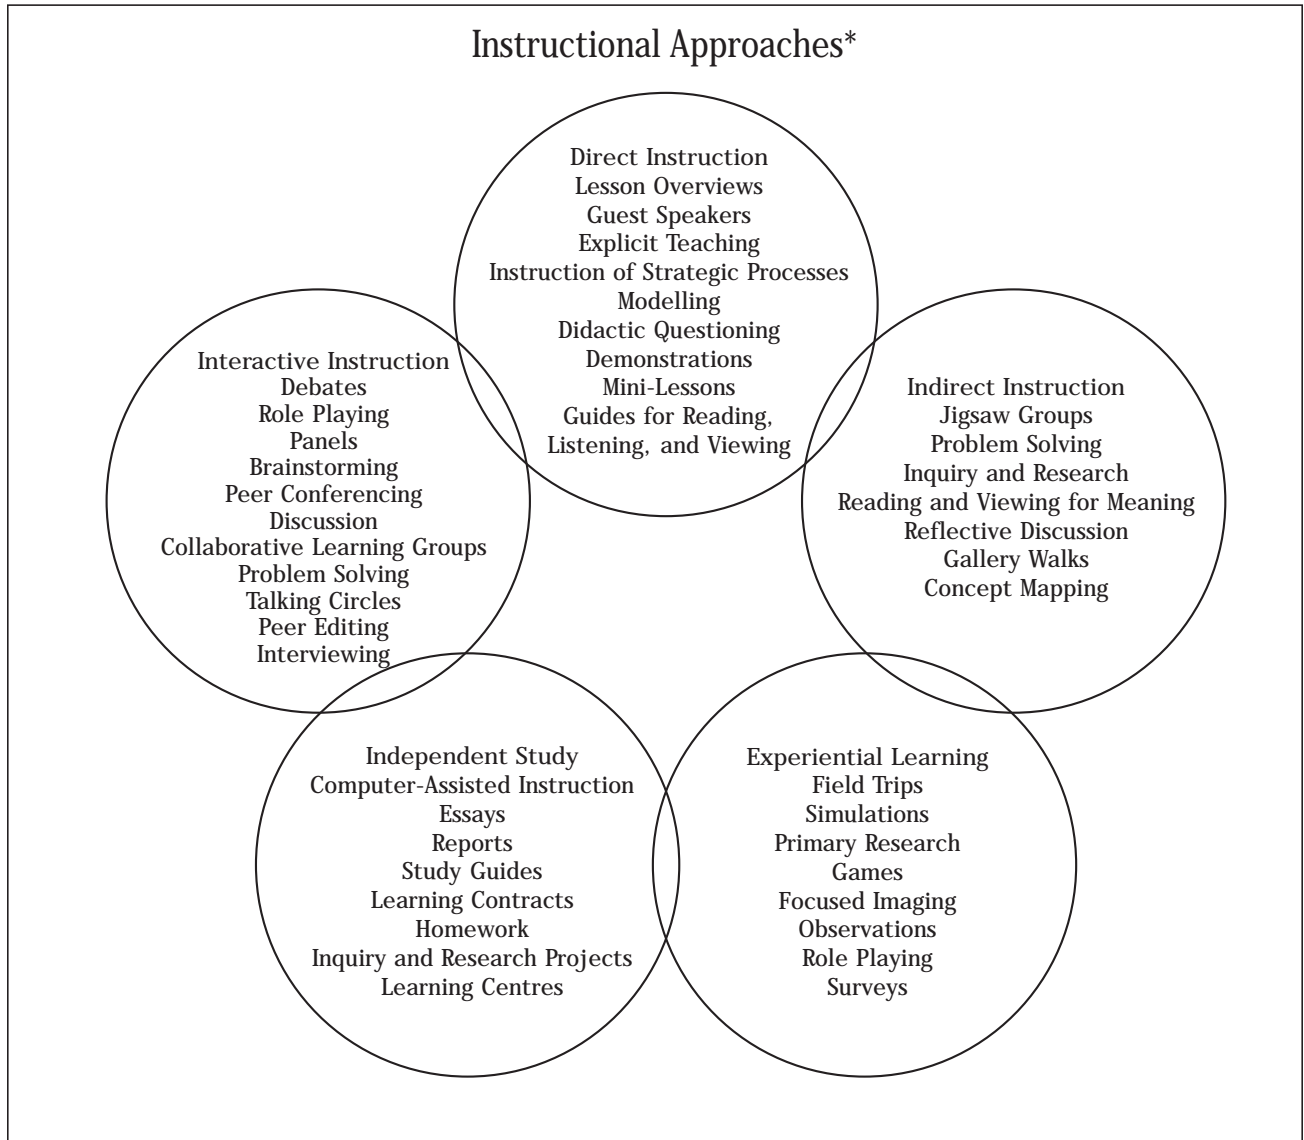 Instructional Approaches*
Direct Instruction
Lesson Overviews
Guest Speakers
Explicit Teaching
Instruction of Strategic Processes
Modelling
Didactic Questioning
Demonstrations
Mini-Lessons
Guides for Reading,
Listening, and Viewing
Interactive Instruction
Debates
Role Playing
Panels
Brainstorming
Peer Conferencing
Discussion
Collaborative Learning Groups
Problem Solving
Talking Circles
Peer Editing
Interviewing
Indirect Instruction
Jigsaw Groups
Problem Solving
Inquiry and Research
Reading and Viewing for Meaning
Reflective Discussion
Gallery Walks
Concept Mapping
Independent Study
Computer-Assisted Instruction
Essays
Reports
Study Guides
Learning Contracts
Homework
Inquiry and Research Projects
Learning Centres
Experiential Learning
Field Trips
Simulations
Primary Research
Games
Focused Imaging
Observations
Role Playing
Surveys